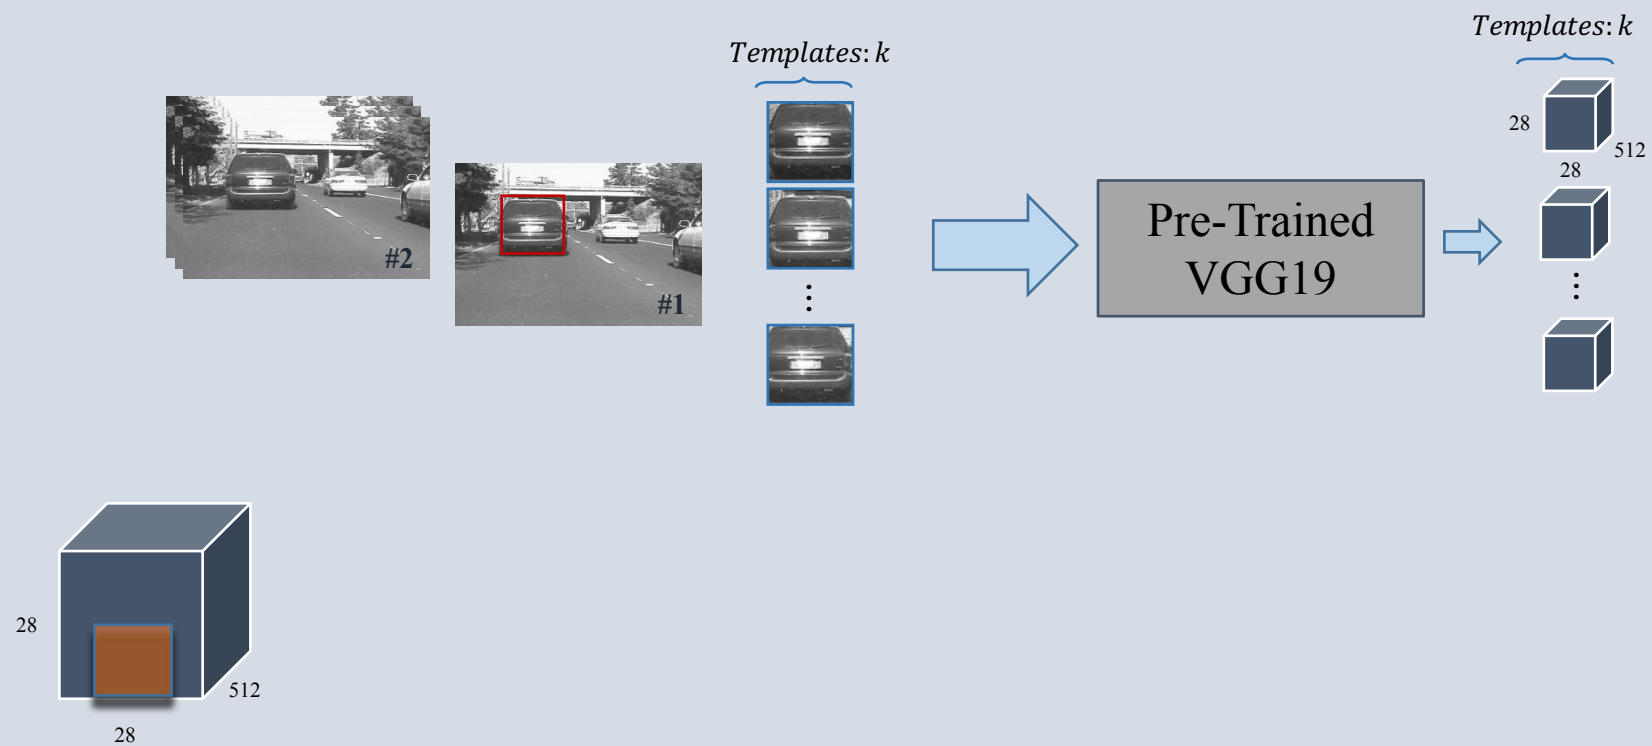 Templates: k
Templates: k
28
512
28
#2
#1
Pre-Trained
VGG19
⋮
⋮
28
512
28